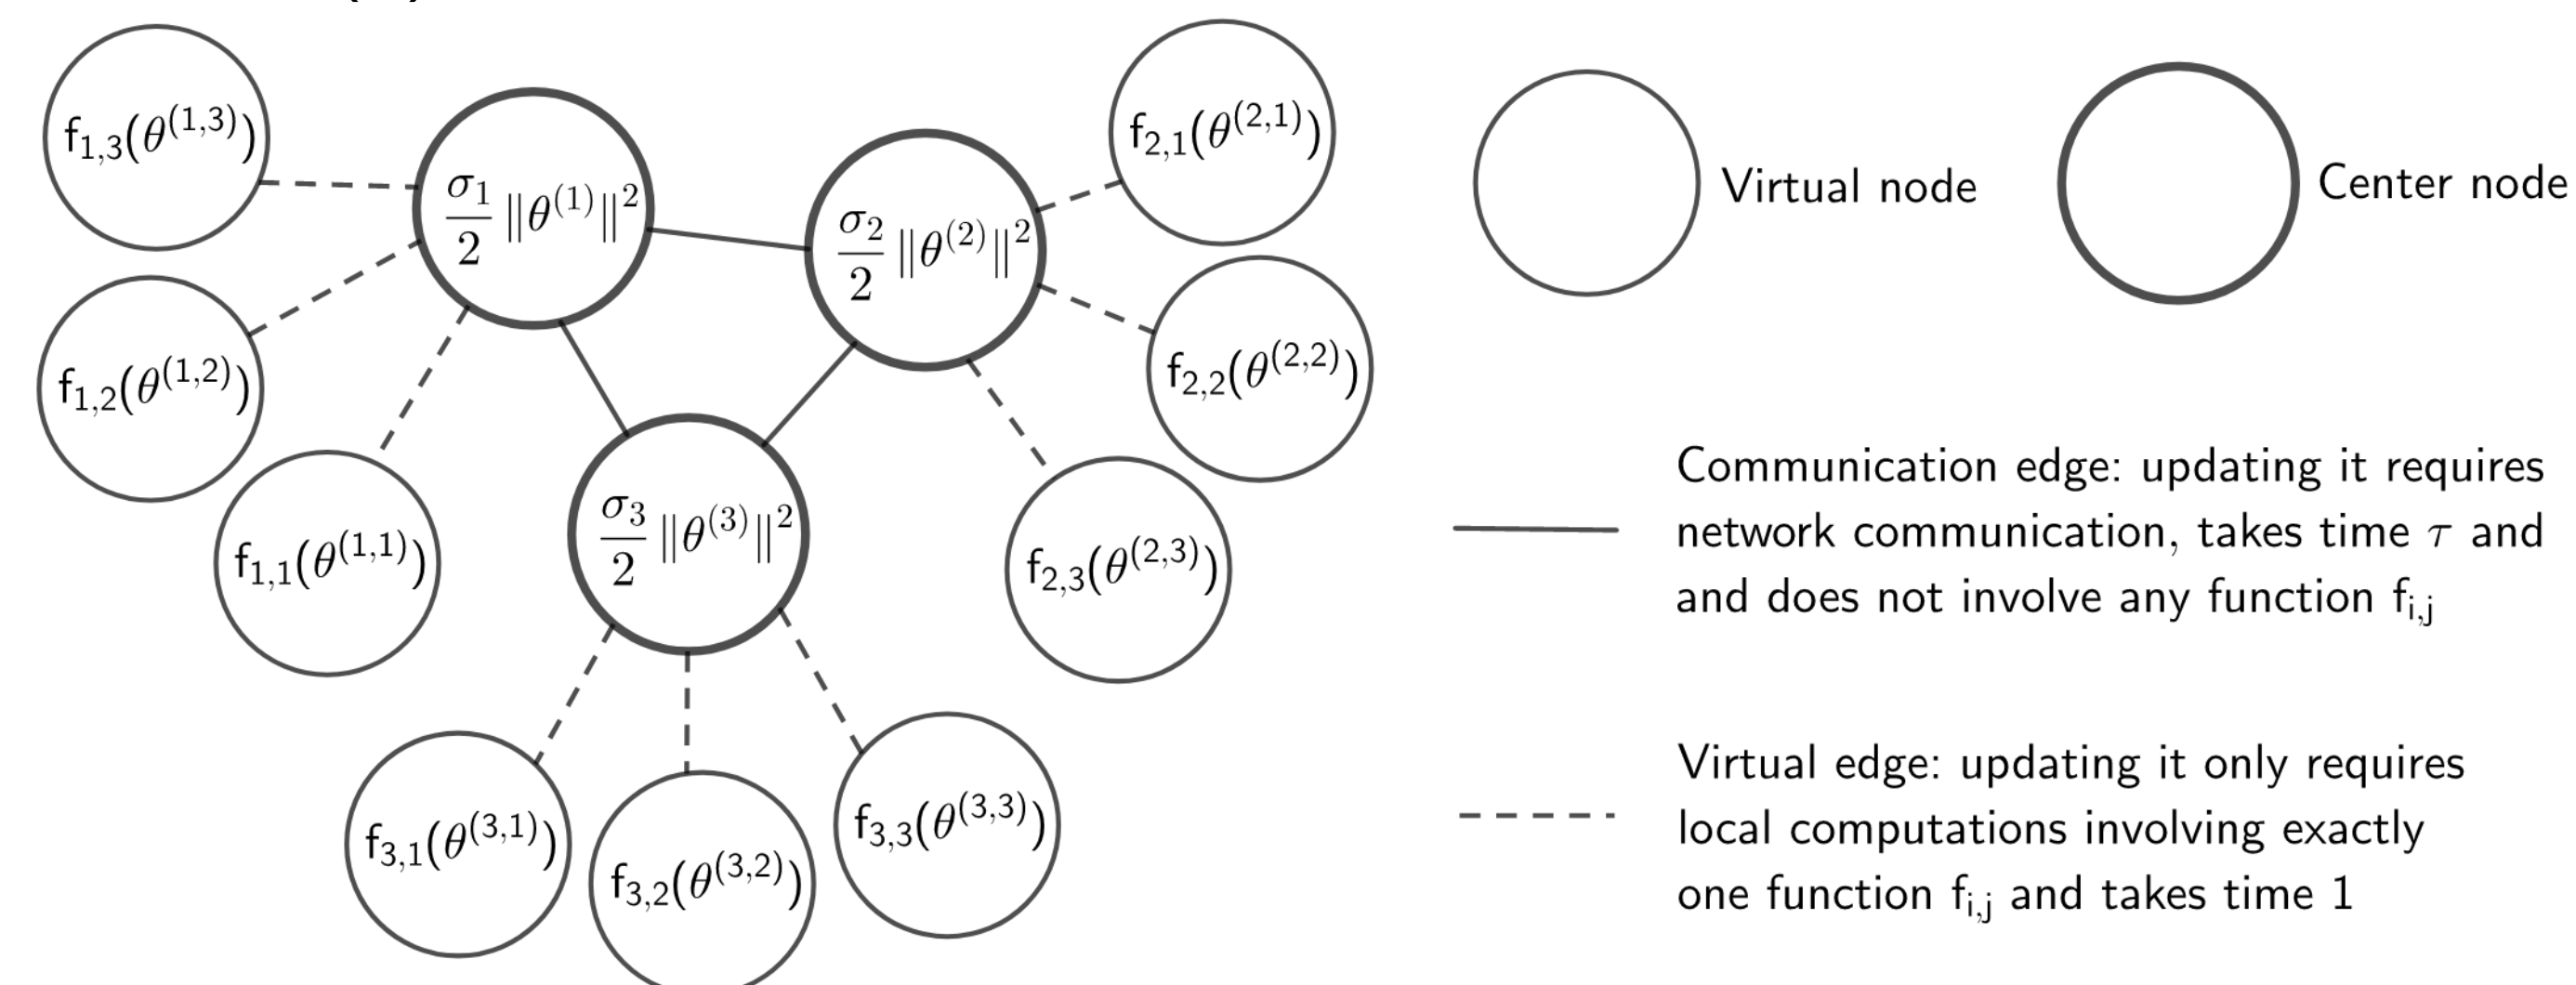 f₁,₃(θ⁽¹,³⁾)
σ₁/2 ‖θ⁽¹⁾‖²
f₁,₂(θ⁽¹,²⁾)
f₁,₁(θ⁽¹,¹⁾)
σ₂/2 ‖θ⁽²⁾‖²
f₂,₁(θ⁽²,¹⁾)
f₂,₂(θ⁽²,²⁾)
f₂,₃(θ⁽²,³⁾)
σ₃/2 ‖θ⁽³⁾‖²
f₃,₁(θ⁽³,¹⁾)
f₃,₂(θ⁽³,²⁾)
f₃,₃(θ⁽³,³⁾)
Virtual node
Center node
Communication edge: updating it requires
network communication, takes time τ and
and does not involve any function fᵢ,ⱼ
Virtual edge: updating it only requires
local computations involving exactly
one function fᵢ,ⱼ and takes time 1